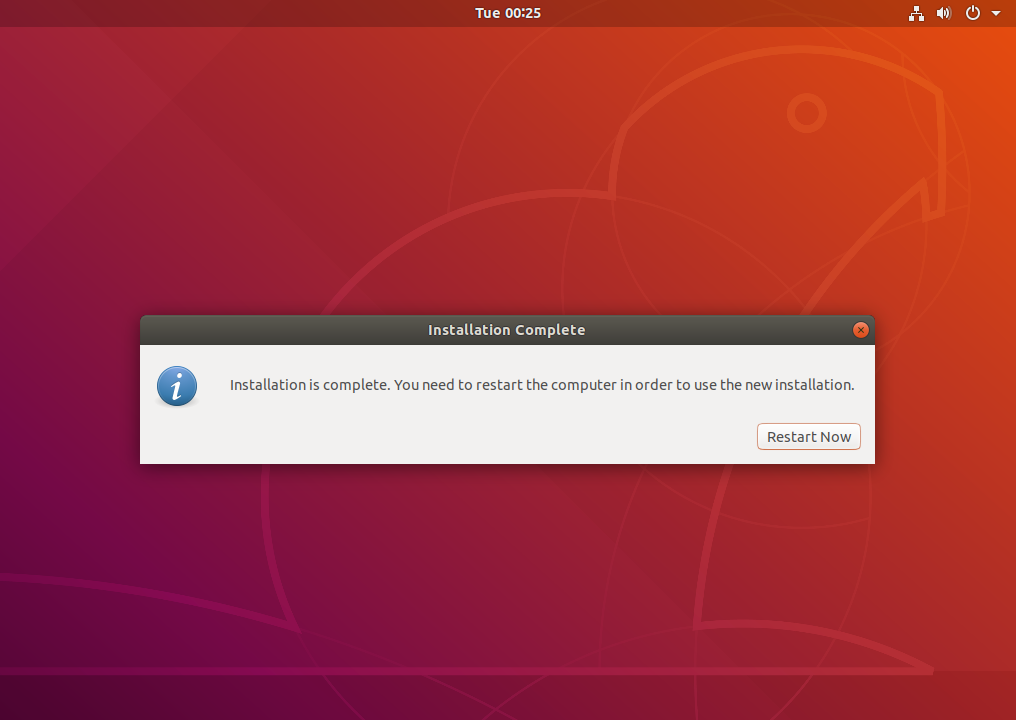 Tue 00:25
Installation Complete
Installation is complete. You need to restart the computer in order to use the new installation.
Restart Now